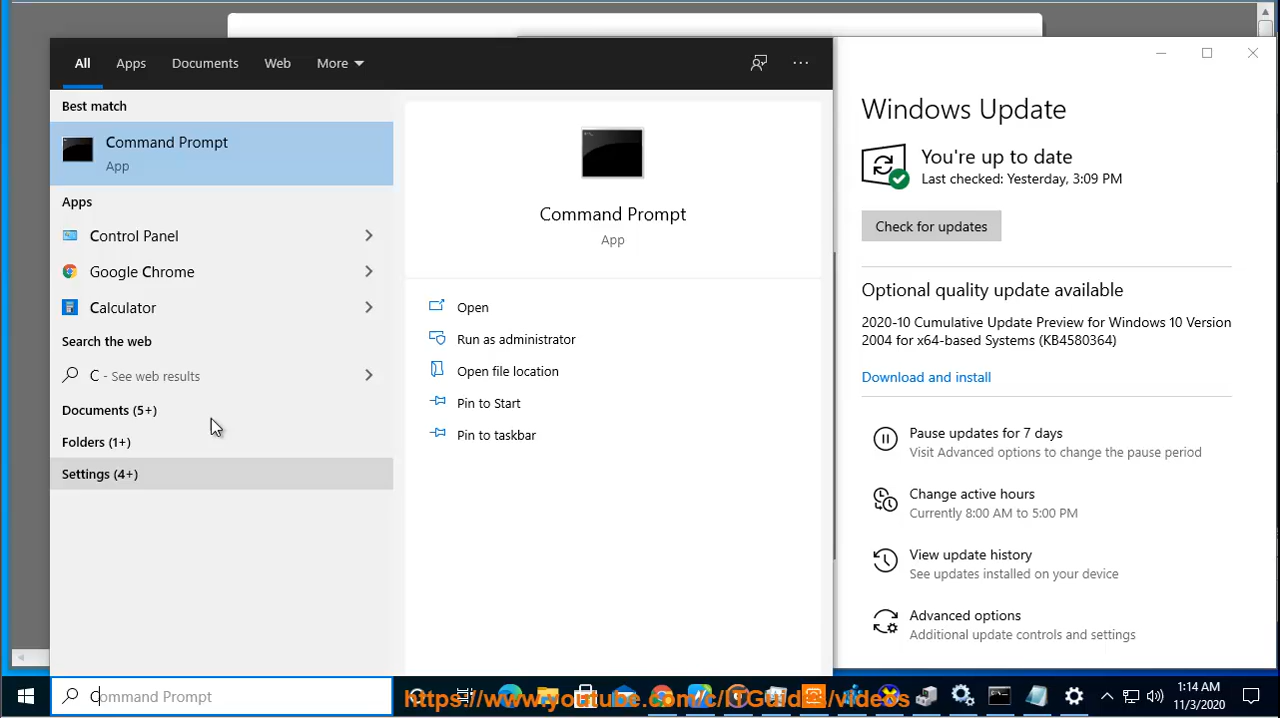 All Apps Documents Web More
Best match
Command Prompt
App
Apps
Control Panel
Google Chrome
Calculator
Search the web
C - See web results
Documents (5+)
Folders (1+)
Settings (4+)
Command Prompt
App
Open
Run as administrator
Open file location
Pin to Start
Pin to taskbar
Windows Update
You're up to date
Last checked: Yesterday, 3:09 PM
Check for updates
Optional quality update available
2020-10 Cumulative Update Preview for Windows 10 Version
2004 for x64-based Systems (KB4580364)
Download and install
Pause updates for 7 days
Visit Advanced options to change the pause period
Change active hours
Currently 8:00 AM to 5:00 PM
View update history
See updates installed on your device
Advanced options
Additional update controls and settings
Command Prompt
Https://www.youtube.com/c/ITGuides/videos
1:14 AM
11/3/2020